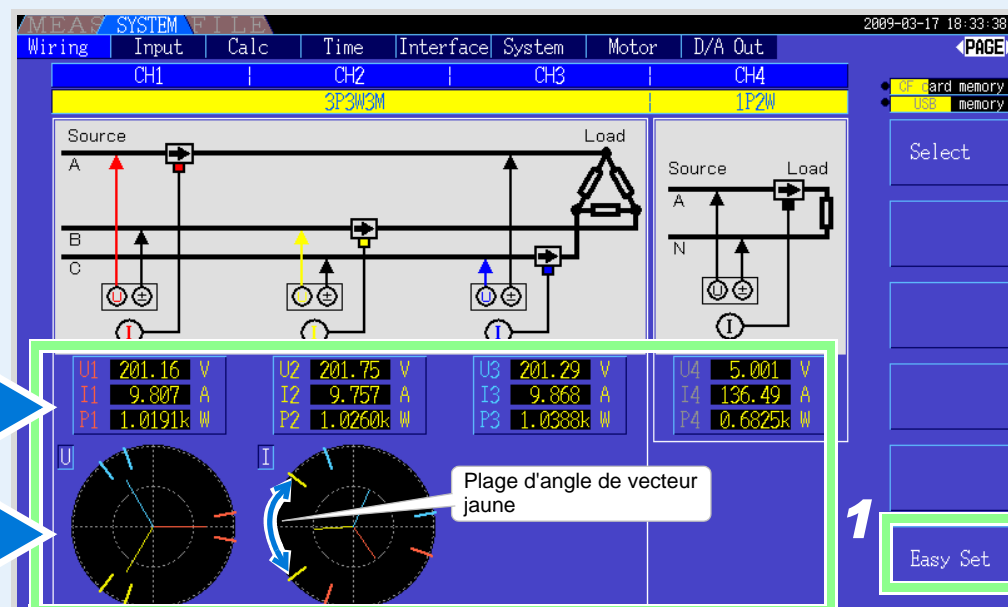 MEAS SYSTEM FILE 2009-03-17 18:33:38
Wiring Input Calc Time Interface System Motor D/A Out PAGE
CH1 CH2 CH3 CH4
3P3W3M 1P2W
CF card memory
USB memory
Source Load
A
B
C
U ± U ± U ±
I I I
Source Load
A
N
U ±
I
Select
U1 201.16 V
I1 9.807 A
P1 1.0191k W
U2 201.75 V
I2 9.757 A
P2 1.0260k W
U3 201.29 V
I3 9.868 A
P3 1.0388k W
U4 5.001 V
I4 136.49 A
P4 0.6825k W
U I
Plage d'angle de vecteur
jaune
1
Easy Set